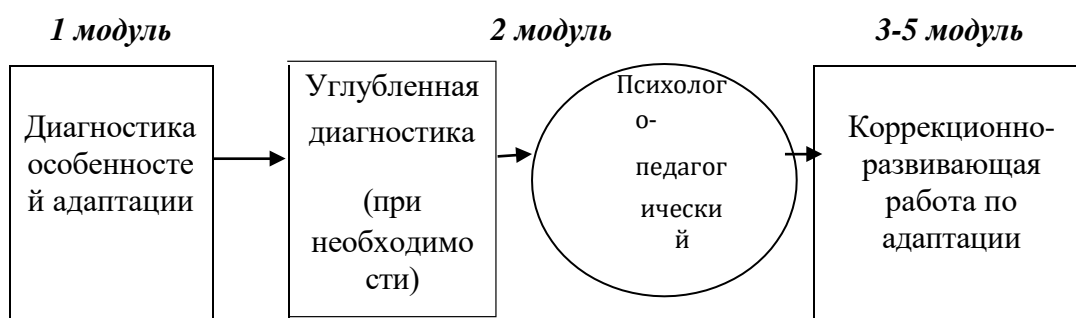 1 модуль
2 модуль
3-5 модуль
Диагностика
особенносте
й адаптации
Углубленная
диагностика
(при
необходимо
сти)
Психолог
о-
педагог
ически
й
Коррекционно-
развивающая
работа по
адаптации